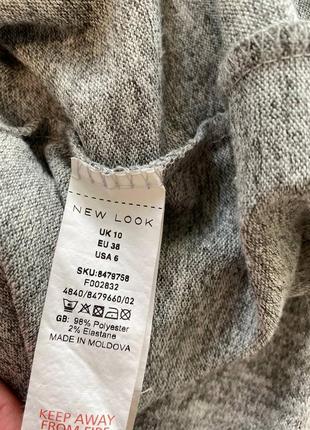 NEW LOOK
UK 10
EU 38
USA 6
SKU:8479758
F002832
4840/8479660/02
GB: 98% Polyester
2% Elastane
MADE IN MOLDOVA
KEEP AWAY
FROM FIRE